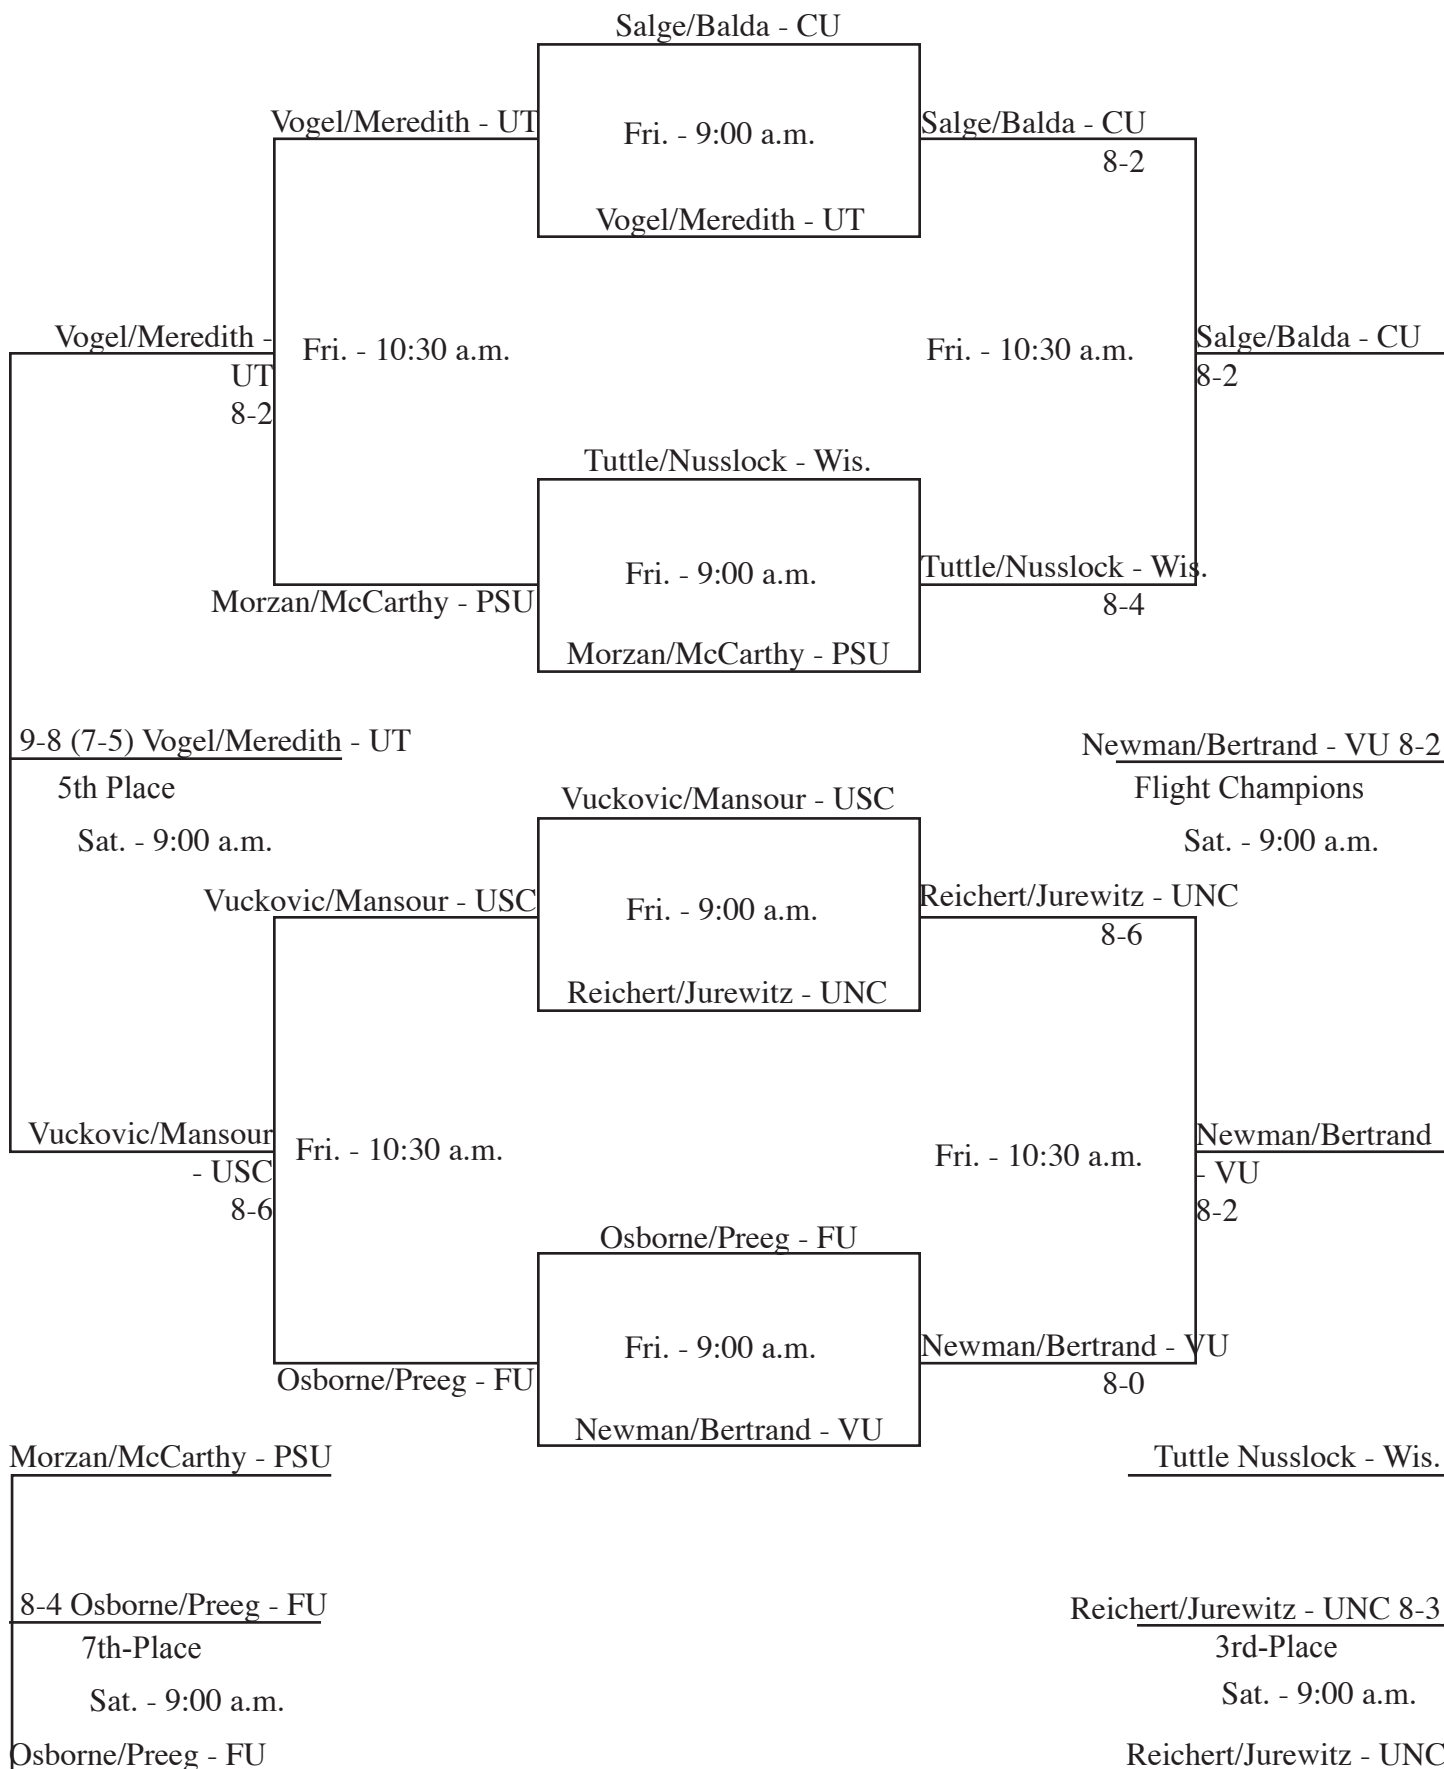 Salge/Balda - CU
Vogel/Meredith - UT
Fri. - 9:00 a.m.
Salge/Balda - CU
8-2
Vogel/Meredith - UT
Vogel/Meredith -
UT
8-2
Fri. - 10:30 a.m.
Fri. - 10:30 a.m.
Salge/Balda - CU
8-2
Tuttle/Nusslock - Wis.
Fri. - 9:00 a.m.
Tuttle/Nusslock - Wis.
8-4
Morzan/McCarthy - PSU
Morzan/McCarthy - PSU
9-8 (7-5) Vogel/Meredith - UT
5th Place
Sat. - 9:00 a.m.
Newman/Bertrand - VU 8-2
Flight Champions
Sat. - 9:00 a.m.
Vuckovic/Mansour - USC
Vuckovic/Mansour - USC
Fri. - 9:00 a.m.
Reichert/Jurewitz - UNC
8-6
Reichert/Jurewitz - UNC
Vuckovic/Mansour
- USC
8-6
Fri. - 10:30 a.m.
Fri. - 10:30 a.m.
Newman/Bertrand
- VU
8-2
Osborne/Preeg - FU
Fri. - 9:00 a.m.
Newman/Bertrand - VU
8-0
Osborne/Preeg - FU
Newman/Bertrand - VU
Morzan/McCarthy - PSU
Tuttle Nusslock - Wis.
8-4 Osborne/Preeg - FU
7th-Place
Sat. - 9:00 a.m.
Osborne/Preeg - FU
Reichert/Jurewitz - UNC 8-3
3rd-Place
Sat. - 9:00 a.m.
Reichert/Jurewitz - UNC